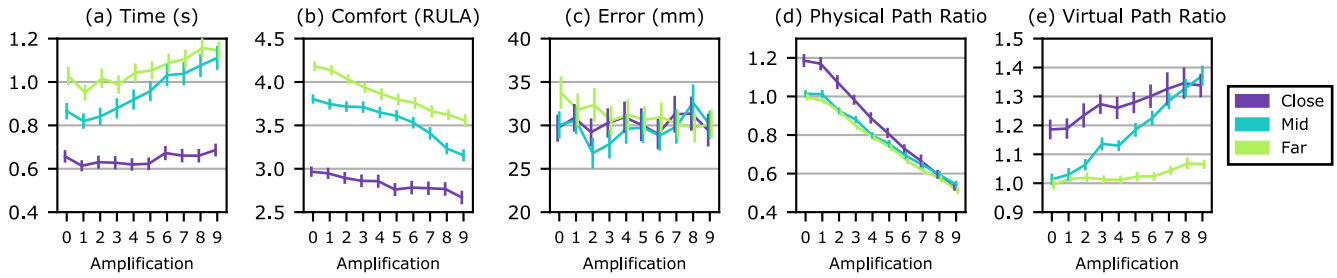 (a) Time (s)
1.2
1.0
0.8
0.6
0.4
0 1 2 3 4 5 6 7 8 9
Amplification
(b) Comfort (RULA)
4.5
4.0
3.5
3.0
2.5
0 1 2 3 4 5 6 7 8 9
Amplification
(c) Error (mm)
40
35
30
25
20
0 1 2 3 4 5 6 7 8 9
Amplification
(d) Physical Path Ratio
1.2
1.0
0.8
0.6
0.4
0 1 2 3 4 5 6 7 8 9
Amplification
(e) Virtual Path Ratio
1.5
1.4
1.3
1.2
1.1
1.0
0.9
0 1 2 3 4 5 6 7 8 9
Amplification
Close
Mid
Far